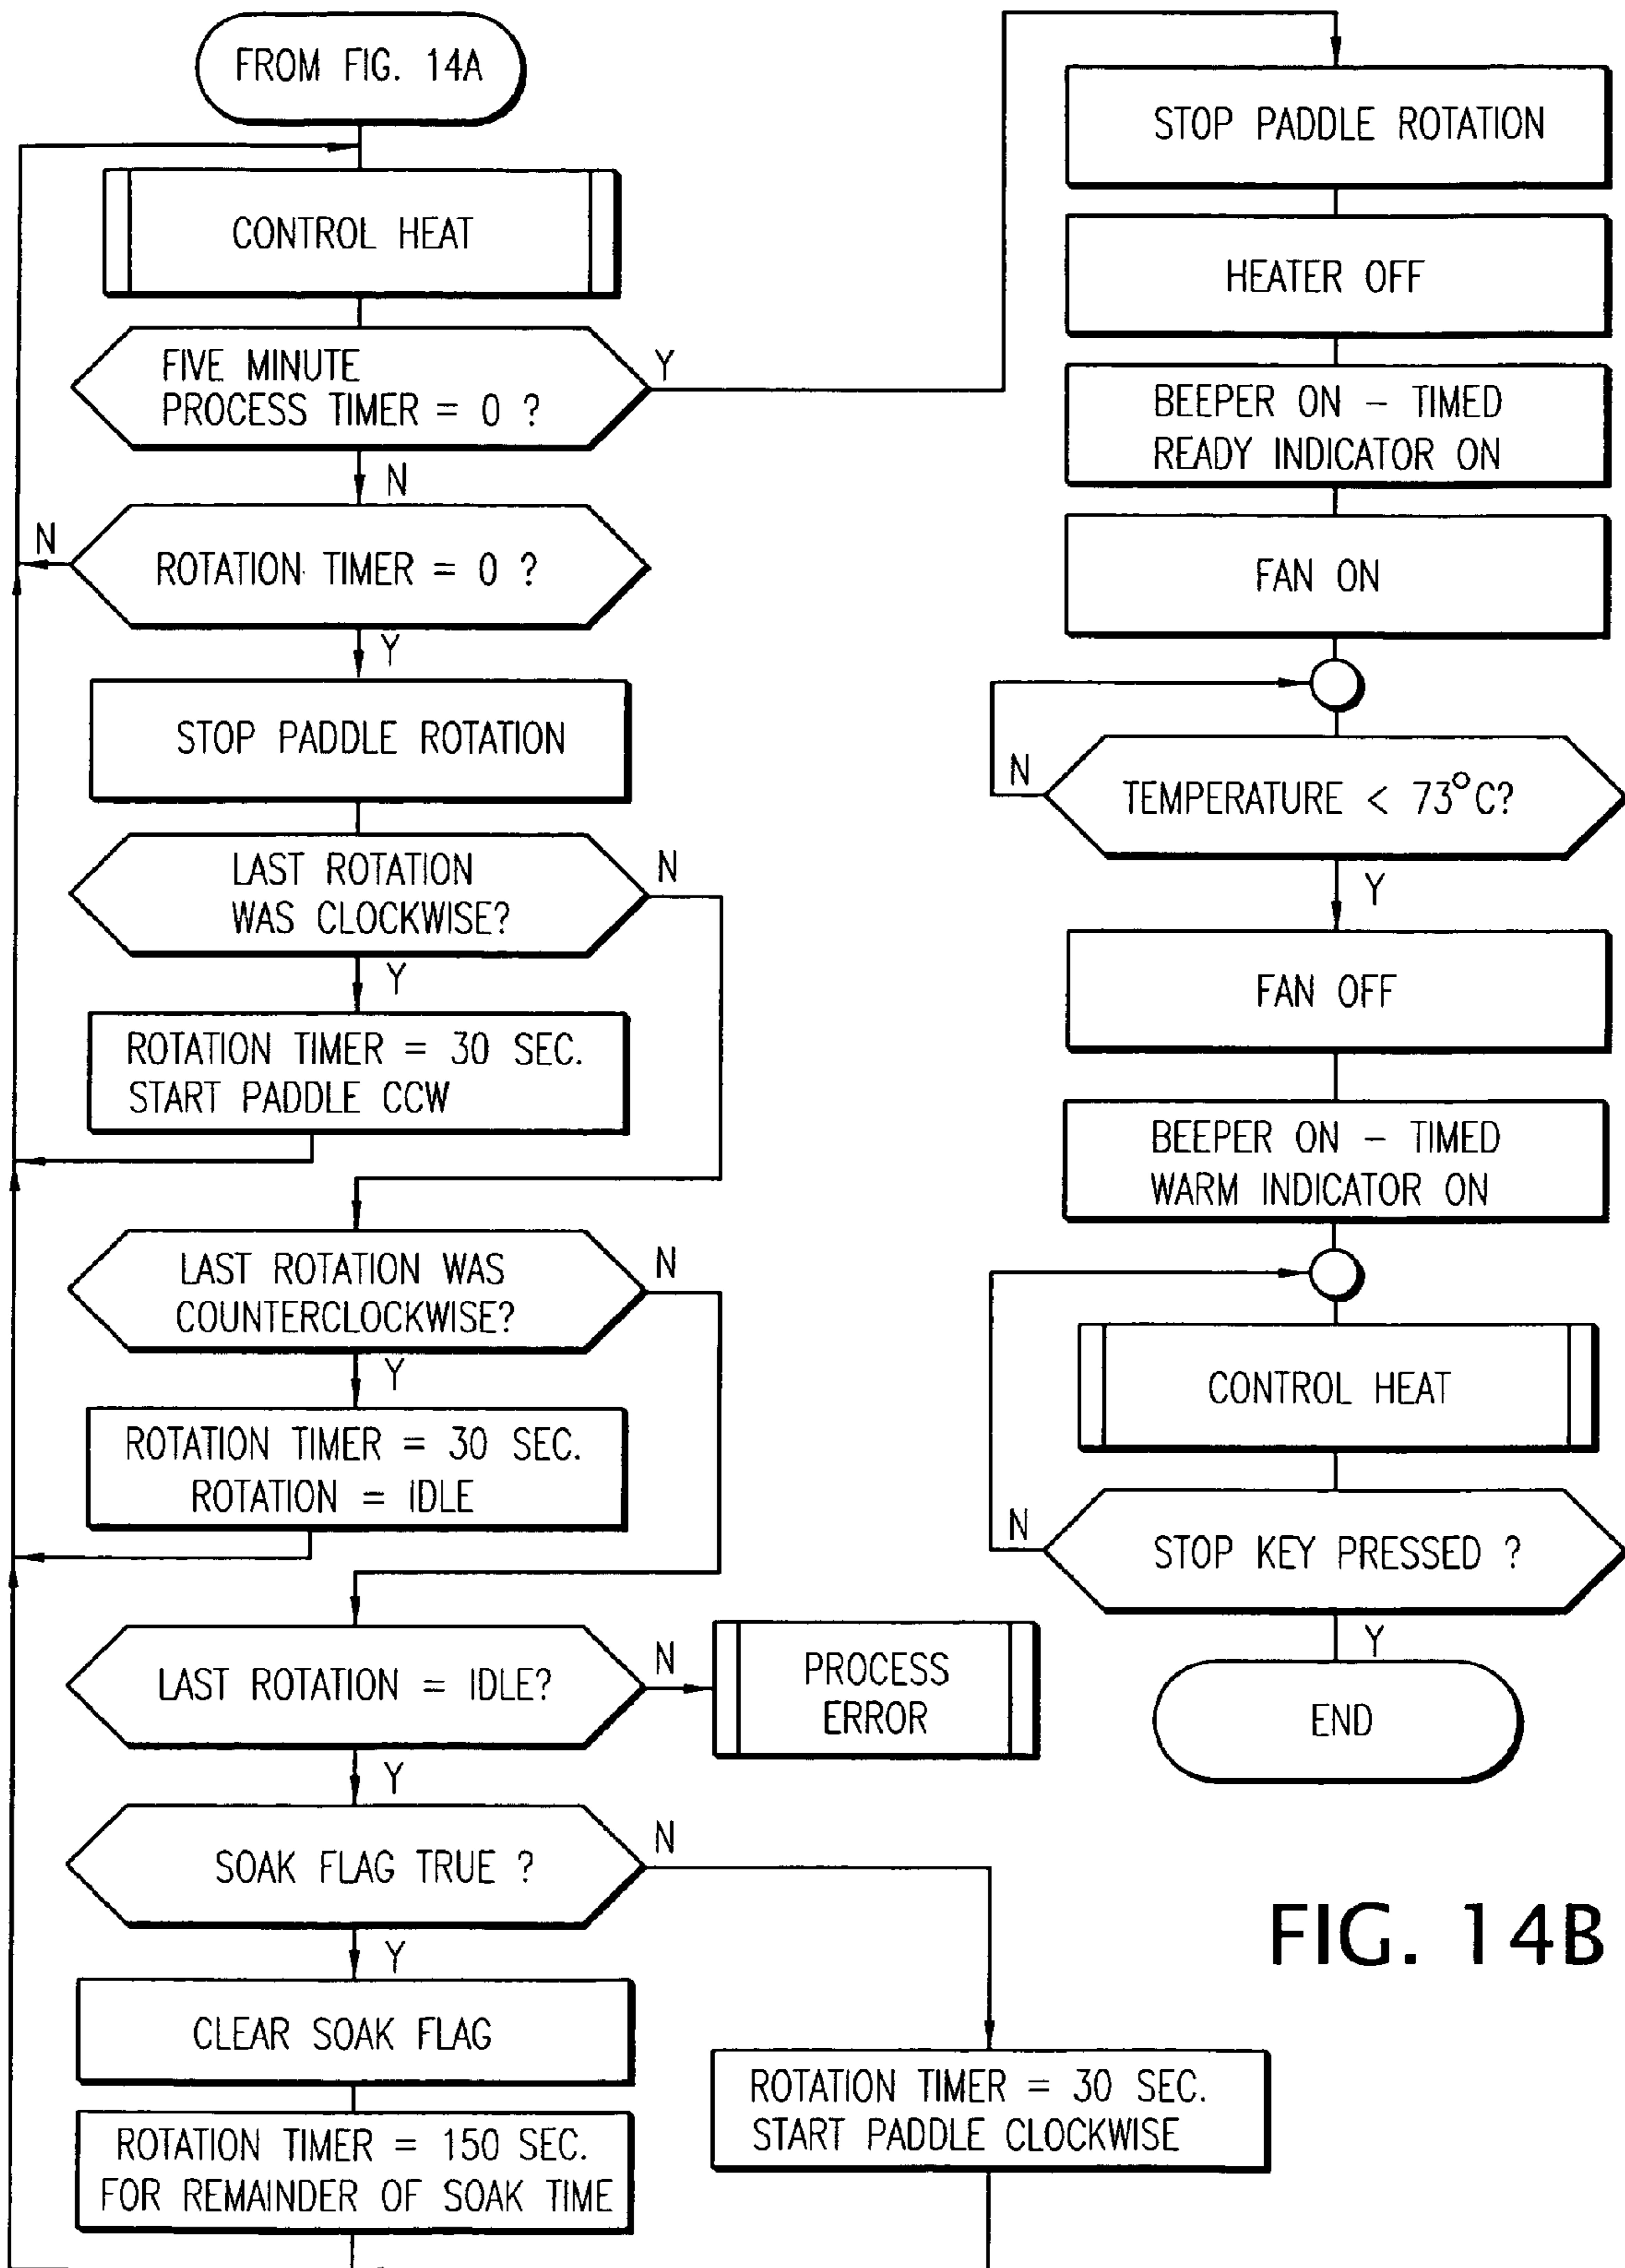 FROM FIG. 14A
CONTROL HEAT
FIVE MINUTE
PROCESS TIMER = 0 ?
Y
N
ROTATION TIMER = 0 ?
N
Y
STOP PADDLE ROTATION
LAST ROTATION
WAS CLOCKWISE?
N
Y
ROTATION TIMER = 30 SEC.
START PADDLE CCW
LAST ROTATION WAS
COUNTERCLOCKWISE?
N
Y
ROTATION TIMER = 30 SEC.
ROTATION = IDLE
LAST ROTATION = IDLE?
N
PROCESS
ERROR
Y
SOAK FLAG TRUE ?
N
Y
CLEAR SOAK FLAG
ROTATION TIMER = 150 SEC.
FOR REMAINDER OF SOAK TIME
ROTATION TIMER = 30 SEC.
START PADDLE CLOCKWISE
STOP PADDLE ROTATION
HEATER OFF
BEEPER ON – TIMED
READY INDICATOR ON
FAN ON
TEMPERATURE < 73°C?
N
Y
FAN OFF
BEEPER ON – TIMED
WARM INDICATOR ON
CONTROL HEAT
STOP KEY PRESSED ?
N
Y
END
FIG. 14B